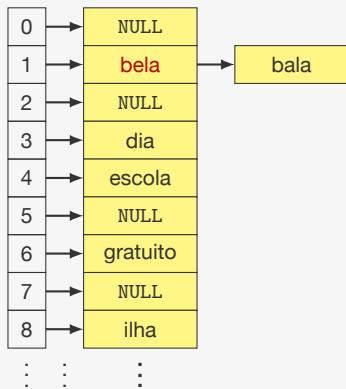 0 NULL
1 bela bala
2 NULL
3 dia
4 escola
5 NULL
6 gratuito
7 NULL
8 ilha